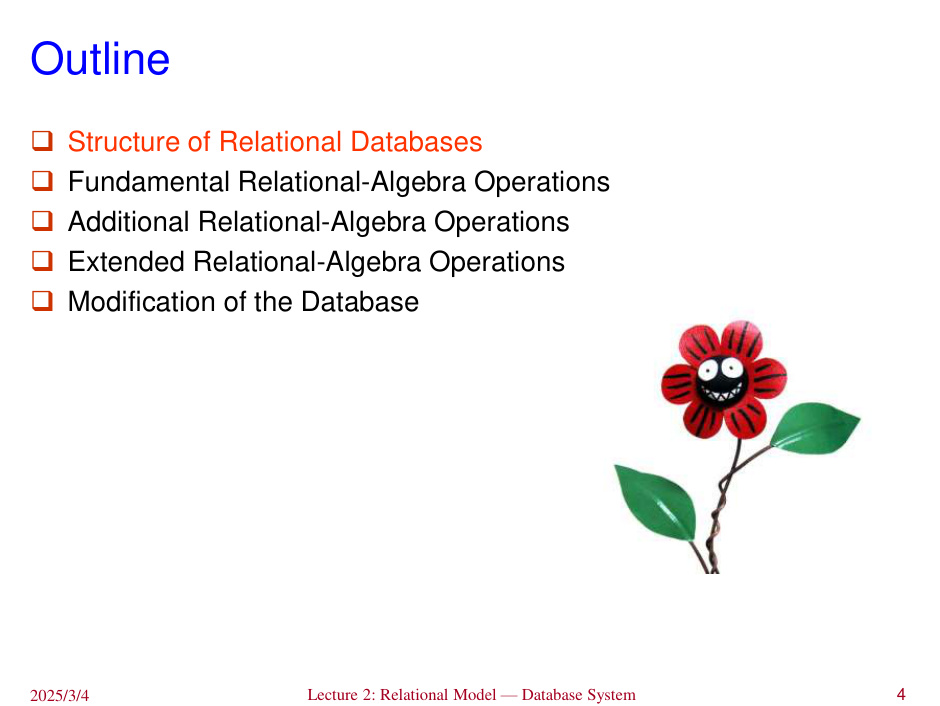 Outline
❑ Structure of Relational Databases
❑ Fundamental Relational-Algebra Operations
❑ Additional Relational-Algebra Operations
❑ Extended Relational-Algebra Operations
❑ Modification of the Database
2025/3/4
Lecture 2: Relational Model — Database System
4